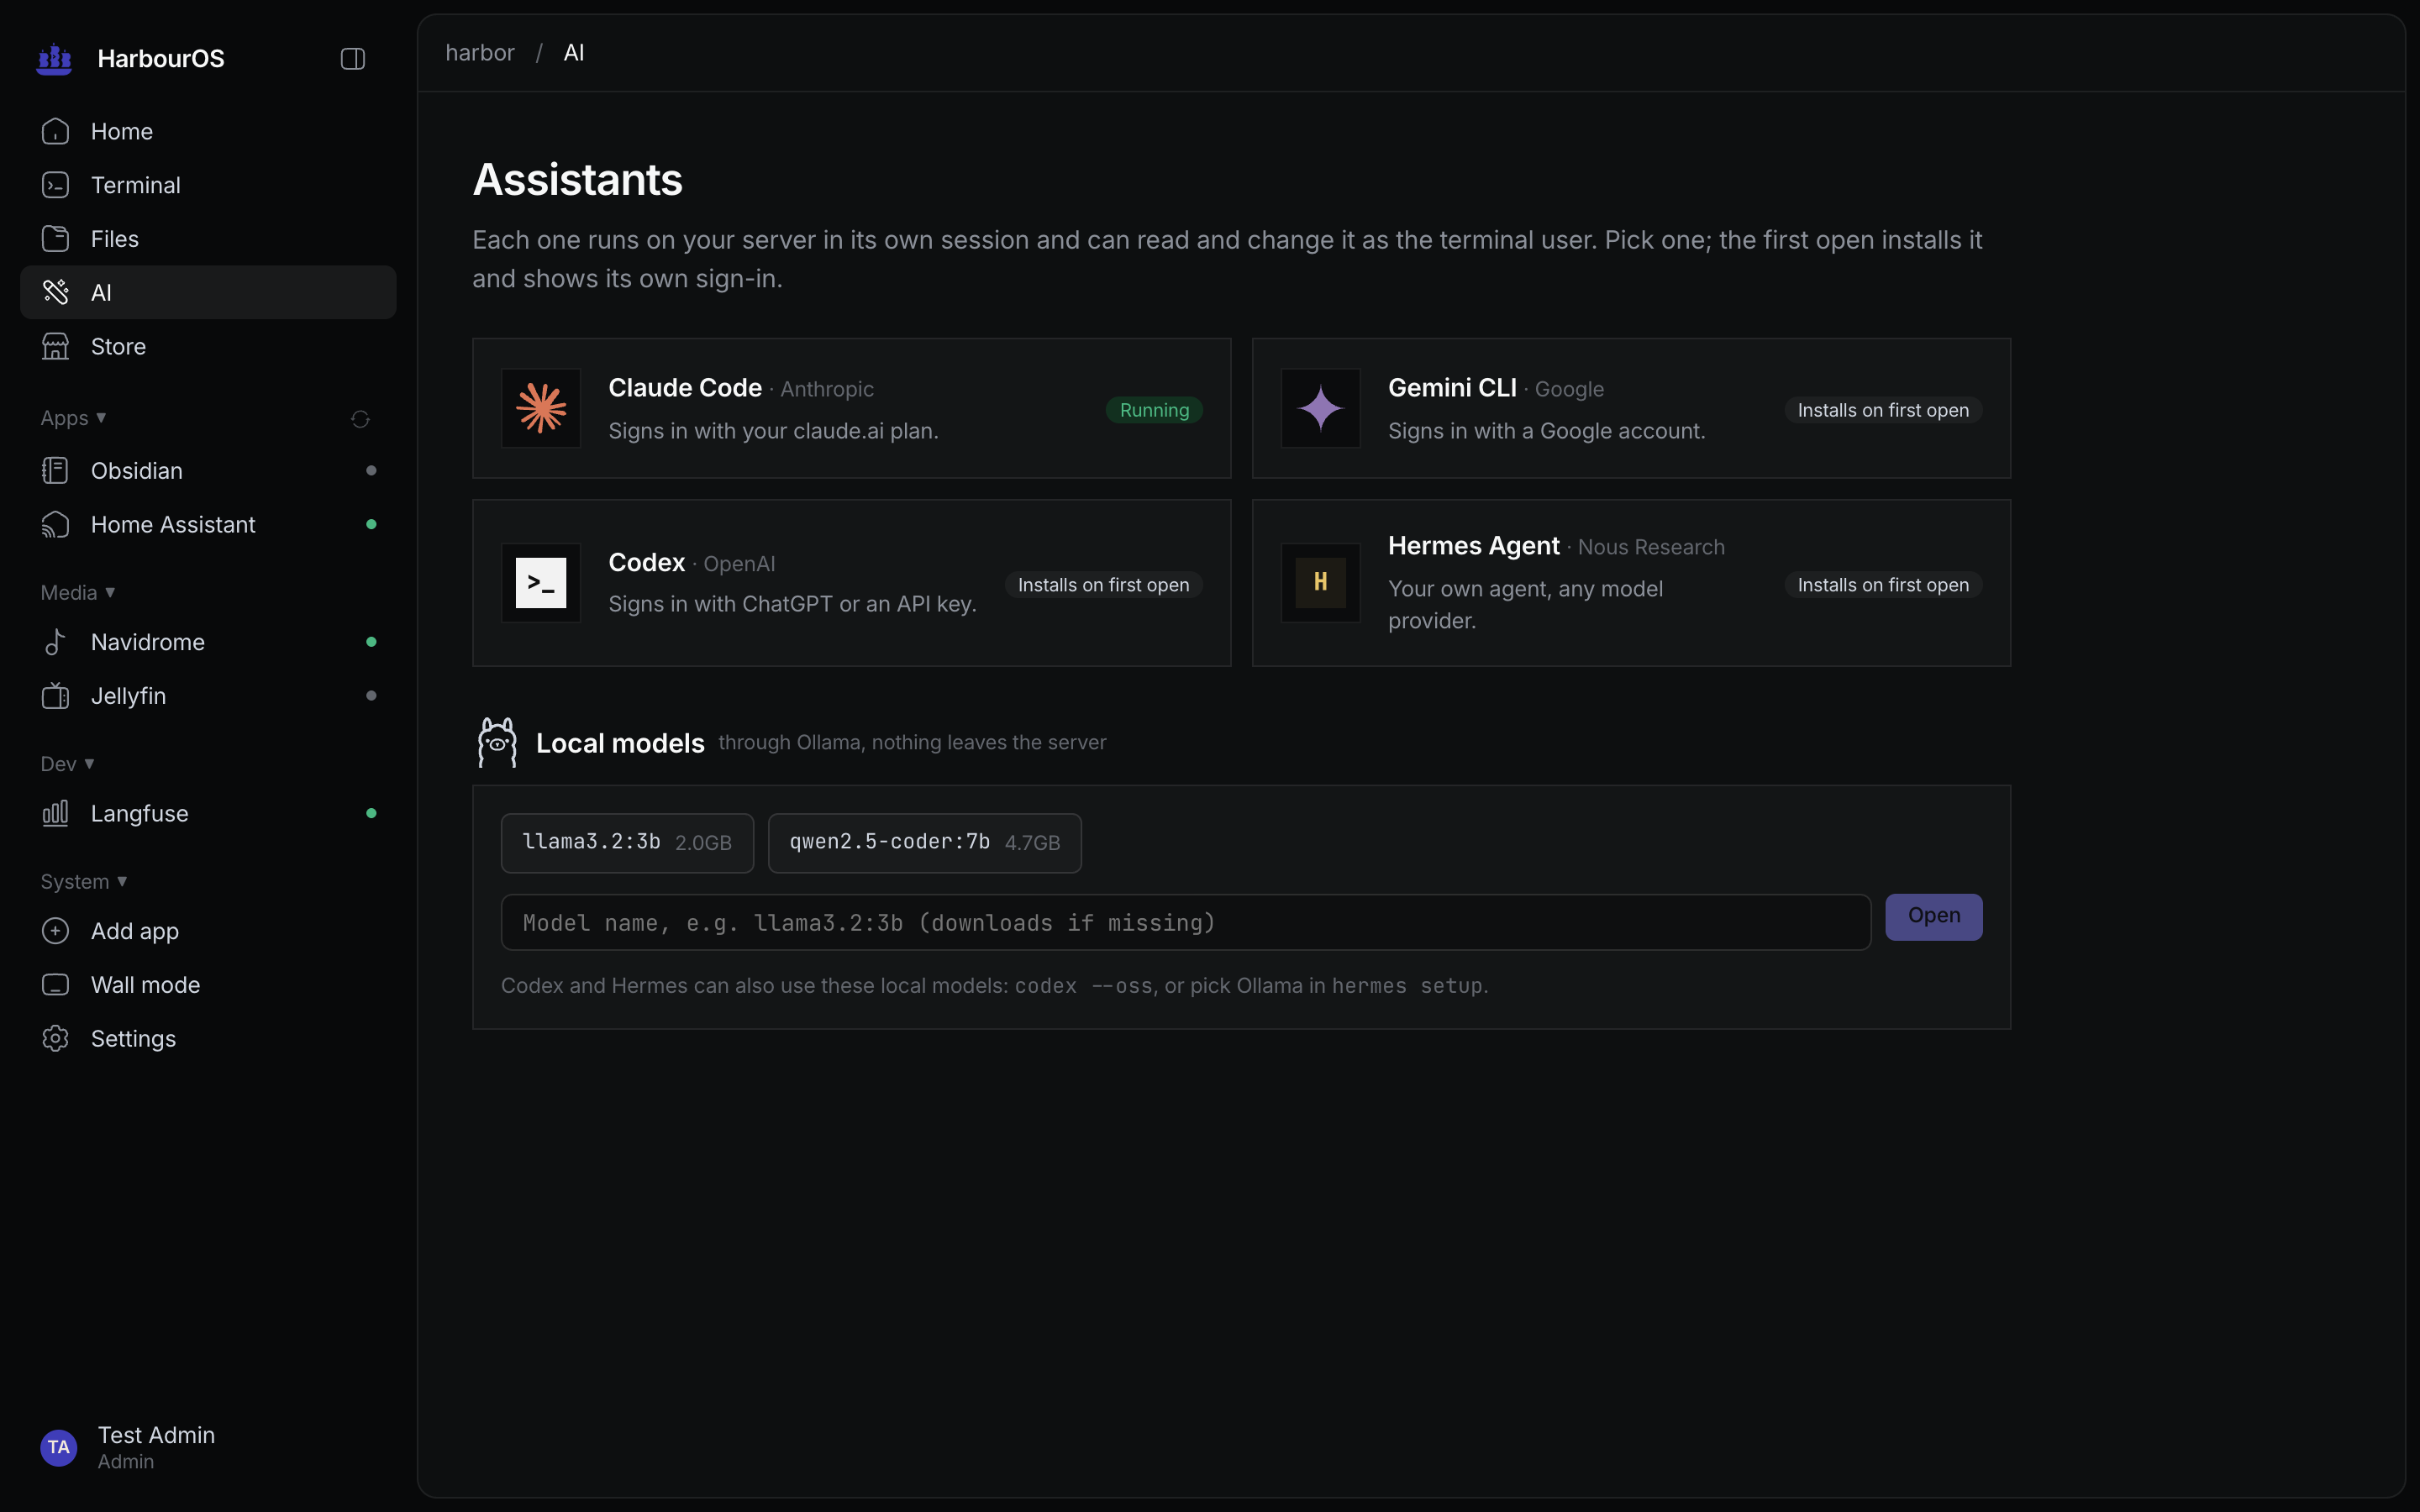 HarbourOS
Home
Terminal
Files
AI
Store
Apps ▾
Obsidian
Home Assistant
Media ▾
Navidrome
Jellyfin
Dev ▾
Langfuse
System ▾
Add app
Wall mode
Settings
TA
Test Admin
Admin
harbor / AI
Assistants
Each one runs on your server in its own session and can read and change it as the terminal user. Pick one; the first open installs it
and shows its own sign-in.
Claude Code · Anthropic
Signs in with your claude.ai plan.
Running
Gemini CLI · Google
Signs in with a Google account.
Installs on first open
>_
Codex · OpenAI
Signs in with ChatGPT or an API key.
Installs on first open
H
Hermes Agent · Nous Research
Your own agent, any model
provider.
Installs on first open
Local models through Ollama, nothing leaves the server
llama3.2:3b 2.0GB qwen2.5-coder:7b 4.7GB
Model name, e.g. llama3.2:3b (downloads if missing) Open
Codex and Hermes can also use these local models: codex --oss, or pick Ollama in hermes setup.